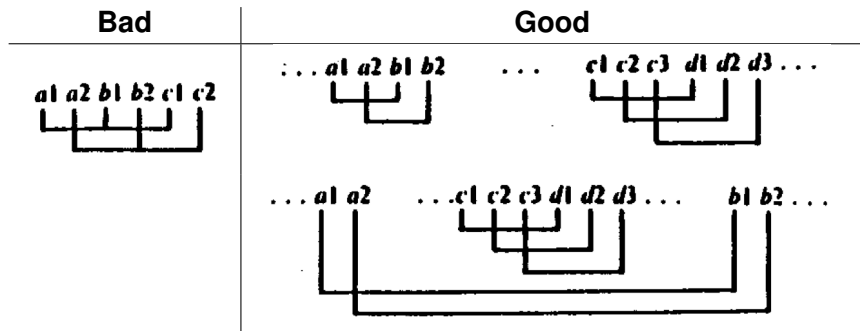 Bad Good
. . . a1 a2 b1 b2 . . . c1 c2 c3 d1 d2 d3 . . .
a1 a2 b1 b2 c1 c2
. . . a1 a2 . . . c1 c2 c3 d1 d2 d3 . . . b1 b2 . . .